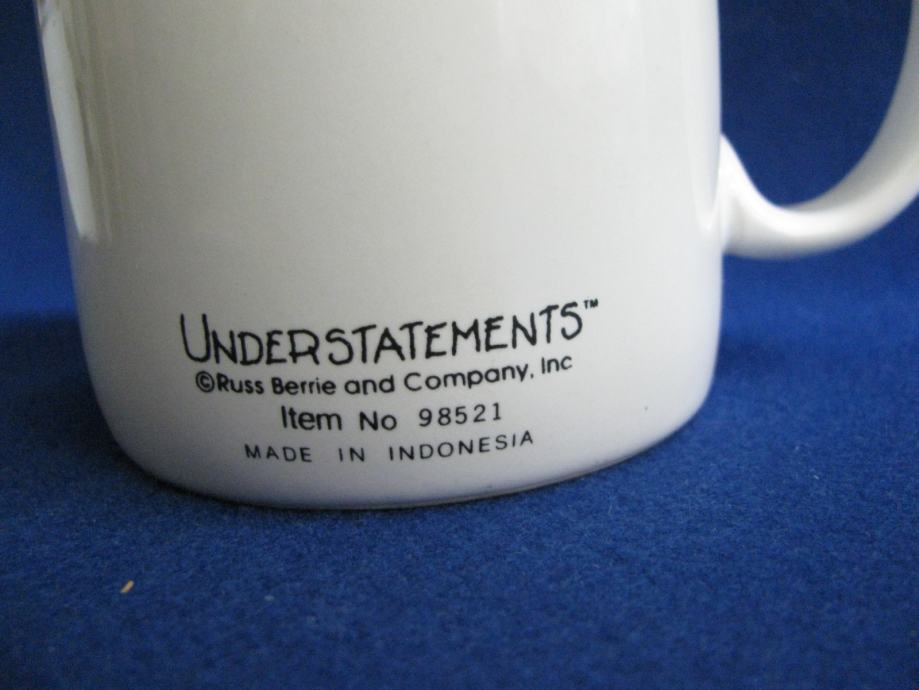 UNDERSTATEMENTS™
©Russ Berrie and Company, Inc
Item No 98521
MADE IN INDONESIA